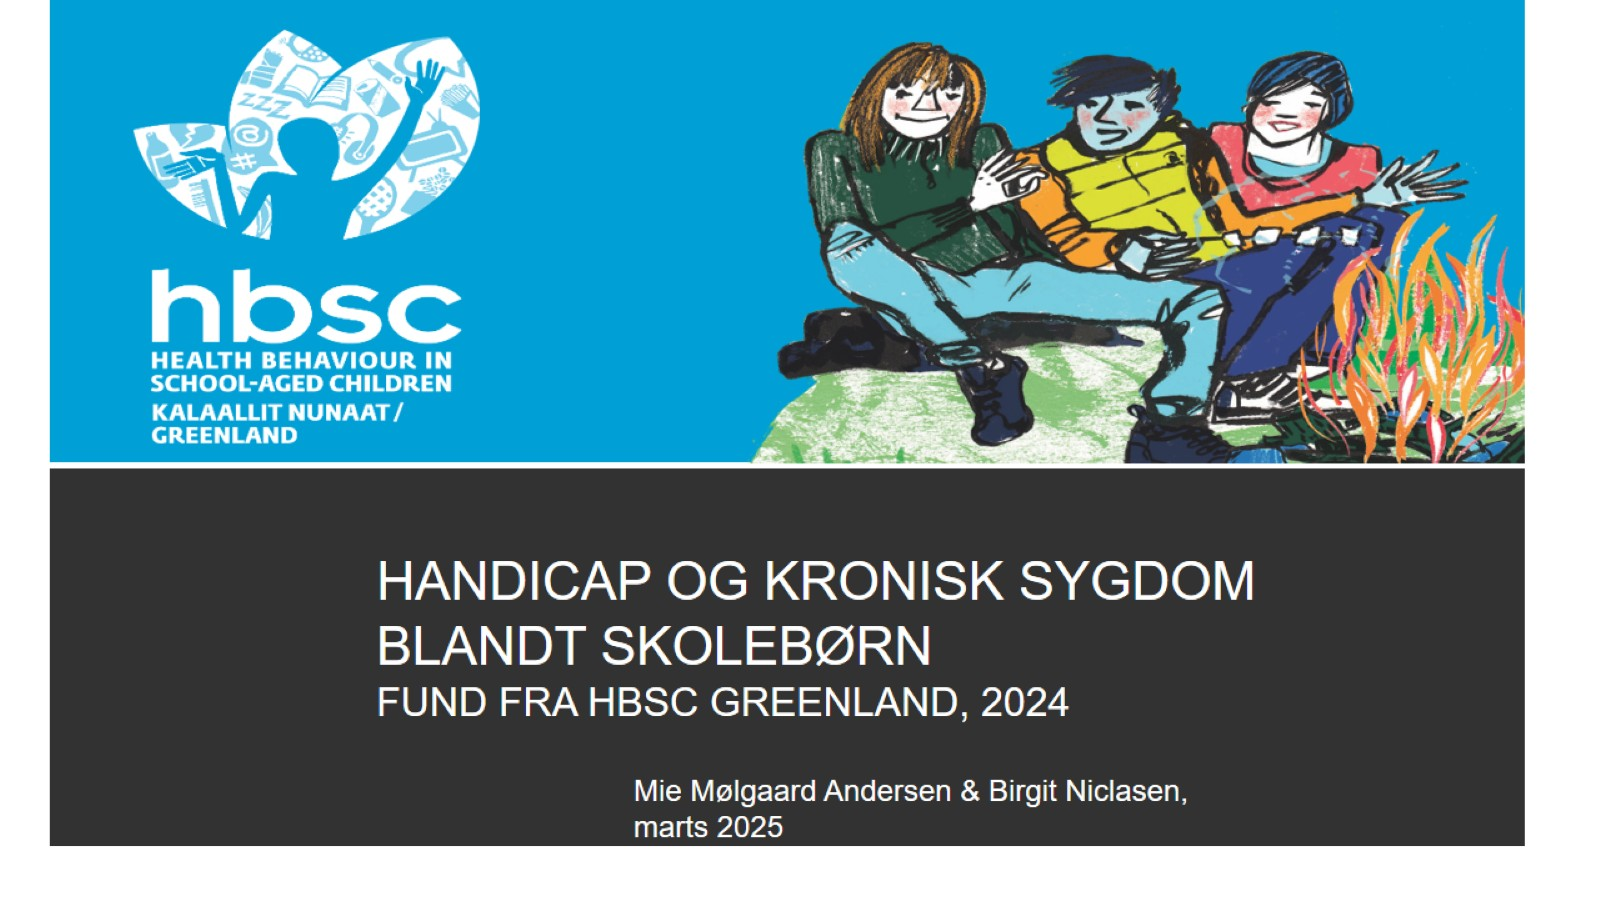 zzz
@
#
hbsc
HEALTH BEHAVIOUR IN
SCHOOL-AGED CHILDREN
KALAALLIT NUNAAT/
GREENLAND
HANDICAP OG KRONISK SYGDOM
BLANDT SKOLEBØRN
FUND FRA HBSC GREENLAND, 2024
Mie Mølgaard Andersen & Birgit Niclasen,
marts 2025